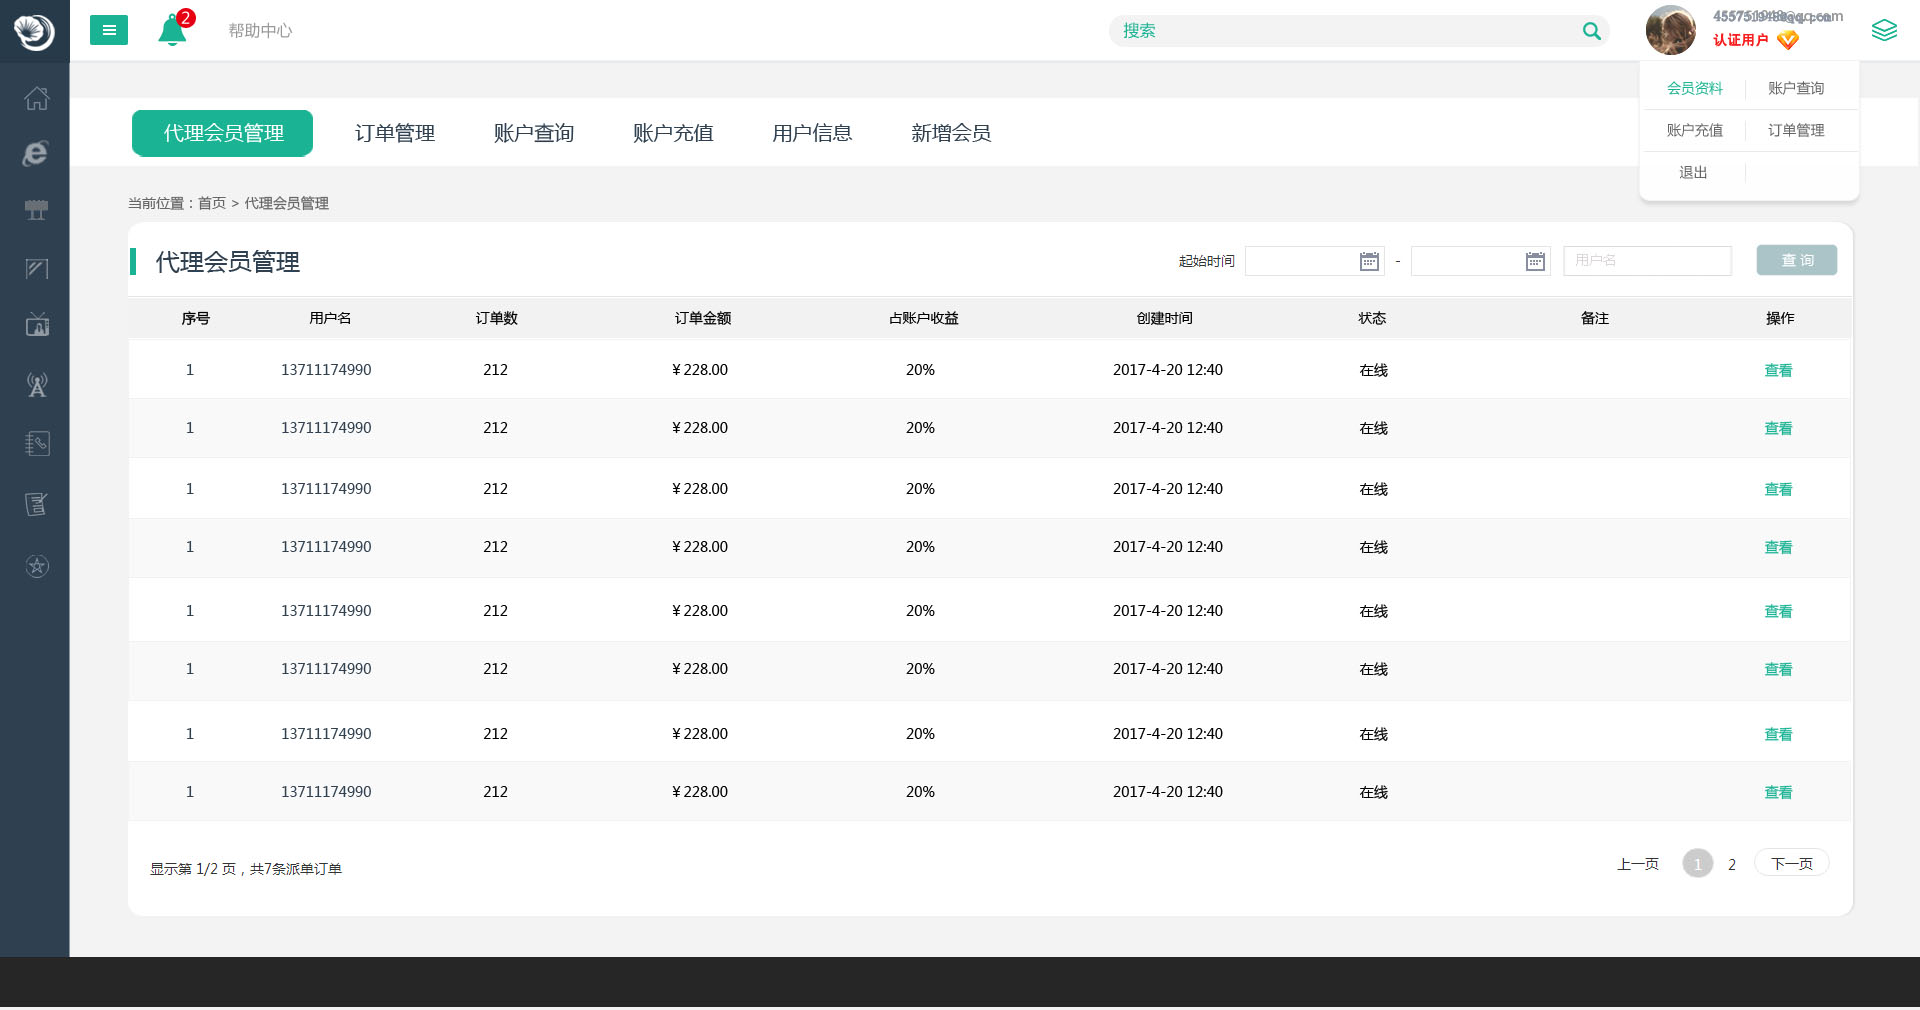 2
帮助中心
搜索
认证用户
会员资料 账户查询
账户充值 订单管理
退出
代理会员管理 订单管理 账户查询 账户充值 用户信息 新增会员
当前位置：首页 > 代理会员管理
代理会员管理 起始时间 - 用户名 查 询
序号 用户名 订单数 订单金额 占账户收益 创建时间 状态 备注 操作
1 13711174990 212 ¥228.00 20% 2017-4-20 12:40 在线 查看
1 13711174990 212 ¥228.00 20% 2017-4-20 12:40 在线 查看
1 13711174990 212 ¥228.00 20% 2017-4-20 12:40 在线 查看
1 13711174990 212 ¥228.00 20% 2017-4-20 12:40 在线 查看
1 13711174990 212 ¥228.00 20% 2017-4-20 12:40 在线 查看
1 13711174990 212 ¥228.00 20% 2017-4-20 12:40 在线 查看
1 13711174990 212 ¥228.00 20% 2017-4-20 12:40 在线 查看
1 13711174990 212 ¥228.00 20% 2017-4-20 12:40 在线 查看
显示第 1/2 页，共7条派单订单 上一页 1 2 下一页